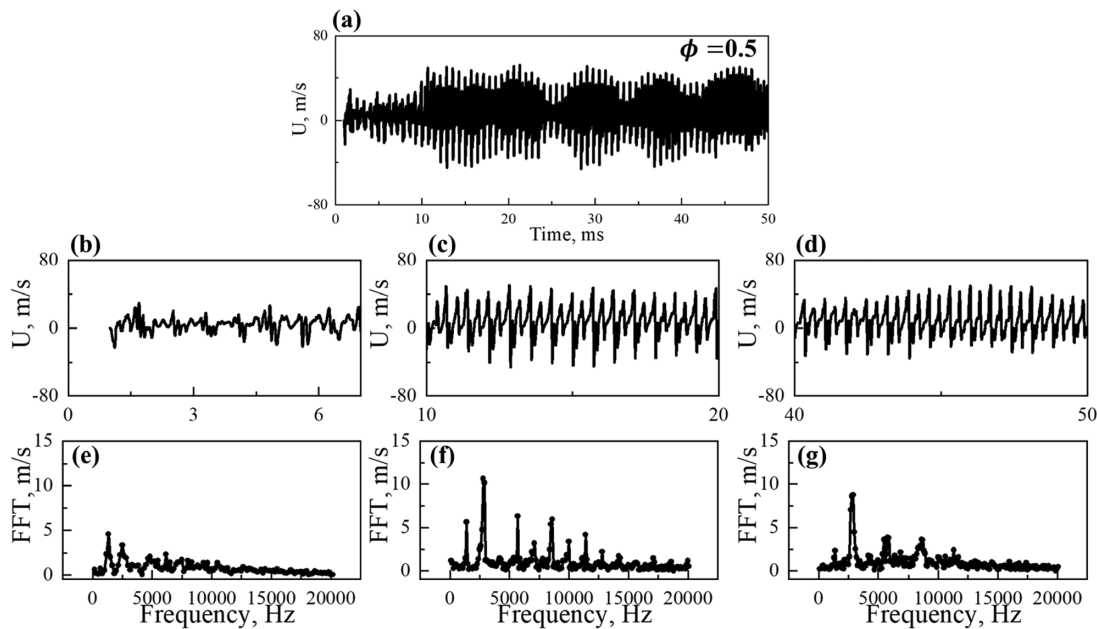 (a)
80
ϕ =0.5
U, m/s
0
-80
0 10 20 30 40 50
Time, ms
(b) (c) (d)
80 80 80
U, m/s U, m/s U, m/s
0 0 0
-80 -80 -80
0 3 6 10 20 40 50
15 15 15
(e) (f) (g)
FFT, m/s FFT, m/s FFT, m/s
10 10 10
5 5 5
0 0 0
0 5000 10000 15000 20000 0 5000 10000 15000 20000 0 5000 10000 15000 20000
Frequency, Hz Frequency, Hz Frequency, Hz